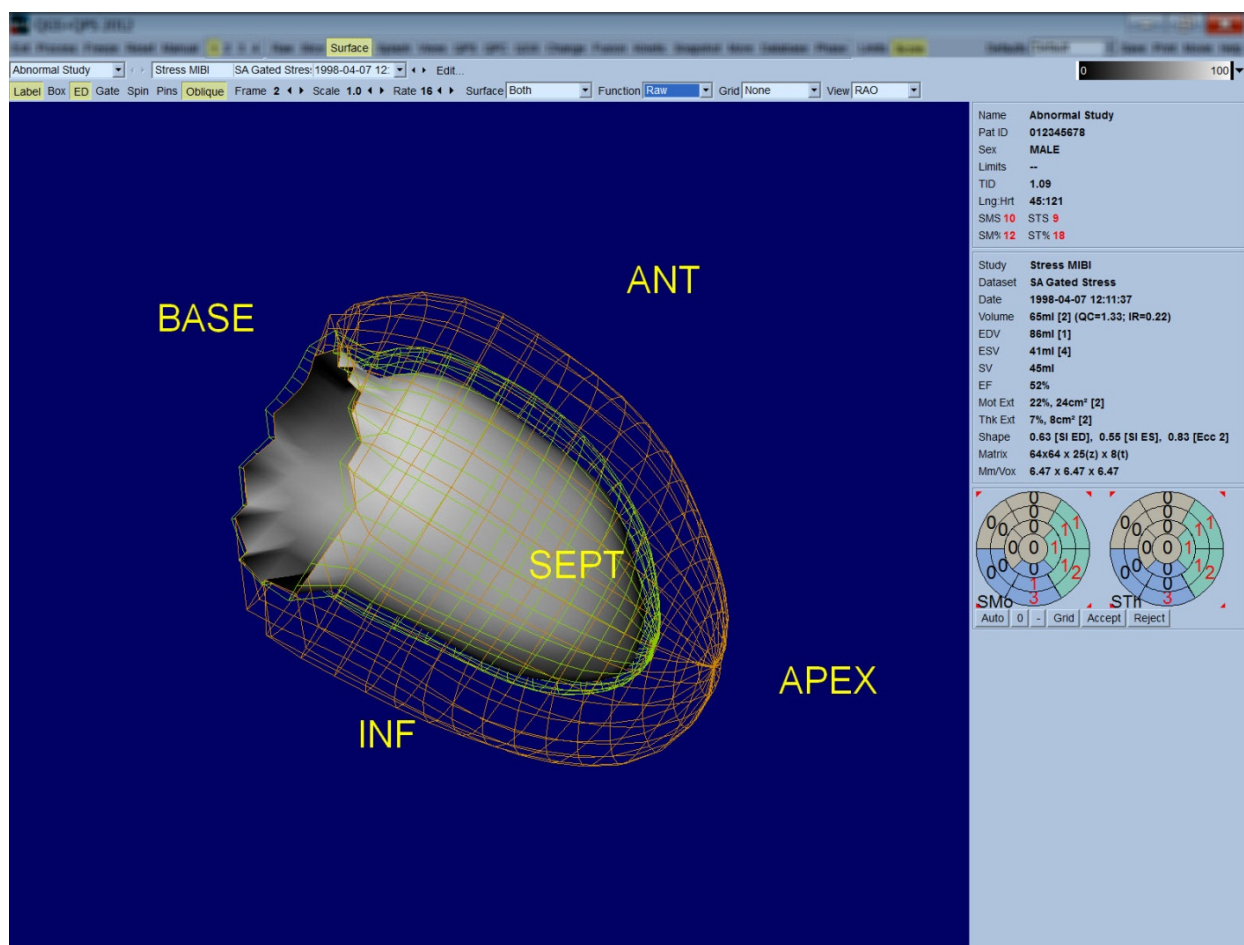 QGS+QPS 2012
Surface
Abnormal Study Stress MIBI SA Gated Stres: 1998-04-07 12: Edit...
0 100
Label Box ED Gate Spin Pins Oblique Frame 2 Scale 1.0 Rate 16 Surface Both Function Raw Grid None View RAO
Name Abnormal Study
Pat ID 012345678
Sex MALE
Limits --
TID 1.09
Lng:Hrt 45:121
SMS 10 STS 9
SM% 12 ST% 18
Study Stress MIBI
Dataset SA Gated Stress
Date 1998-04-07 12:11:37
Volume 65ml [2] (QC=1.33; IR=0.22)
EDV 86ml [1]
ESV 41ml [4]
SV 45ml
EF 52%
Mot Ext 22%, 24cm² [2]
Thk Ext 7%, 8cm² [2]
Shape 0.63 [SI ED], 0.55 [SI ES], 0.83 [Ecc 2]
Matrix 64x64 x 25(z) x 8(t)
Mm/Vox 6.47 x 6.47 x 6.47
ANT
BASE
SEPT
APEX
INF
SMo STh
Auto 0 - Grid Accept Reject